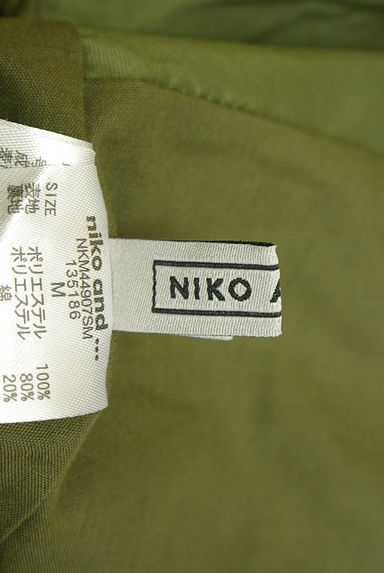 NIKO A
niko and ...
NKM44967SM
135186
SIZE M
表地 ポリエステル 100%
裏地 ポリエステル 80%
綿 20%